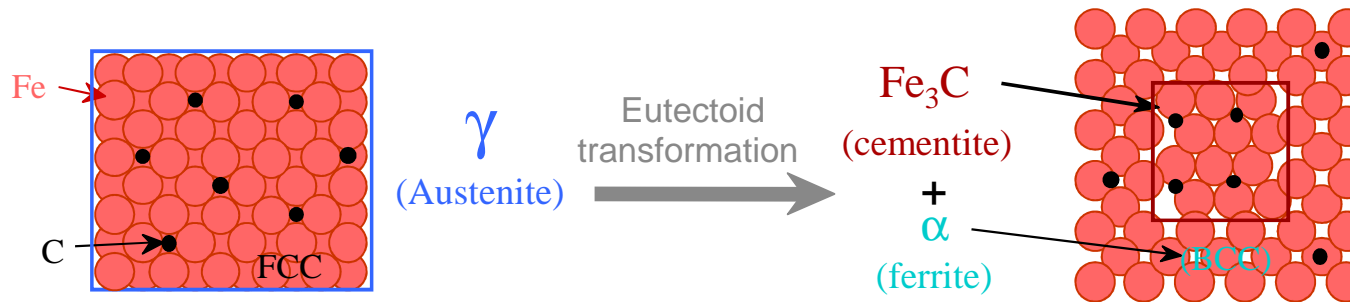 Fe
C
FCC
γ
(Austenite)
Eutectoid
transformation
Fe₃C
(cementite)
+
α
(ferrite)
(BCC)